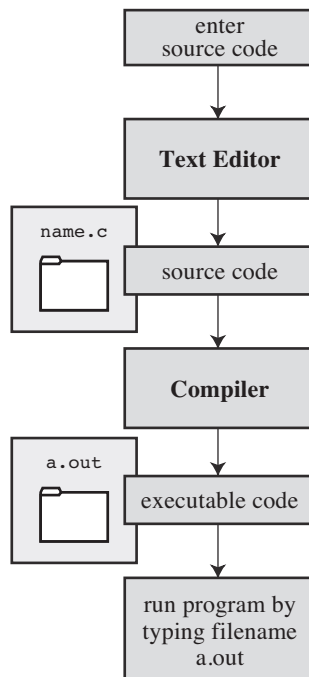 enter
source code
Text Editor
name.c
source code
Compiler
a.out
executable code
run program by
typing filename
a.out